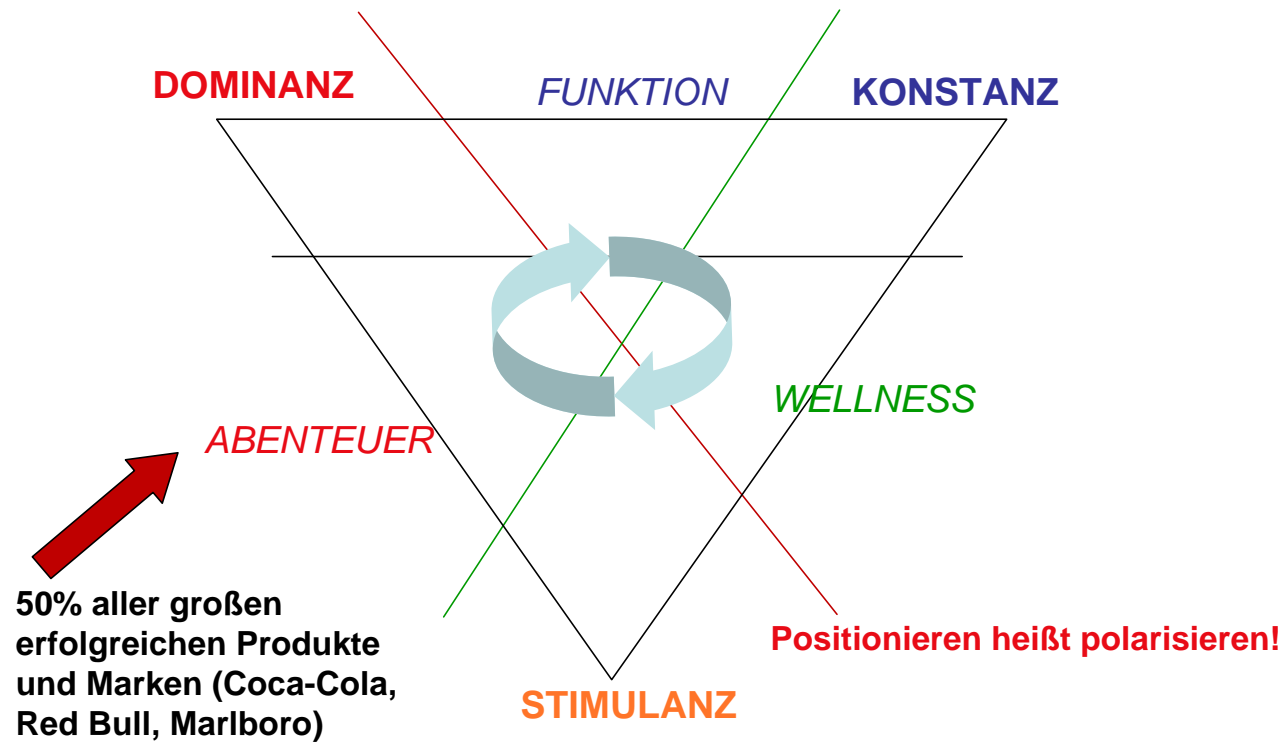 DOMINANZ
FUNKTION
KONSTANZ
WELLNESS
ABENTEUER
50% aller großen
erfolgreichen Produkte
und Marken (Coca-Cola,
Red Bull, Marlboro)
Positionieren heißt polarisieren!
STIMULANZ